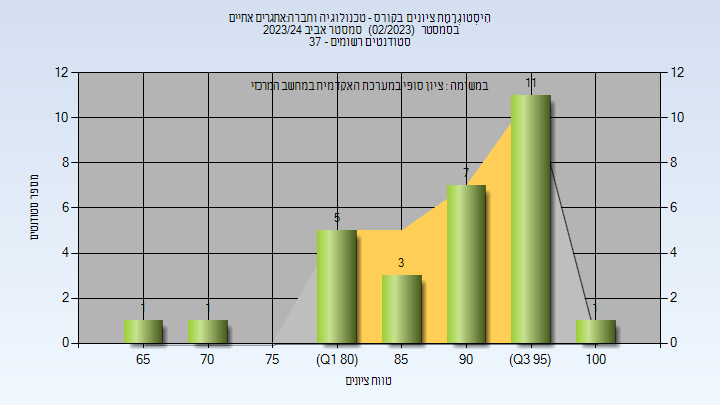 היסטוגרמת ציונים בקורס - טכנולוגיה וחברה:אתגרים אתיים
בסמסטר (02/2023) סמסטר אביב 2023/24
סטודנטים רשומים - 37
במשימה : ציון סופי במערכת האקדמית במחשב המרכזי
מספר סטודנטים
12 12
10 10
8 8
6 6
4 4
2 2
0 0
1 1 5 3 7 11 1
65 70 75 (Q1 80) 85 90 (Q3 95) 100
טווח ציונים